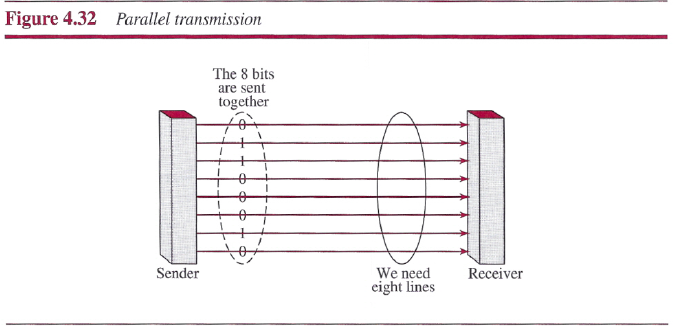 Figure 4.32 Parallel transmission
The 8 bits
are sent
together
0
1
1
0
0
0
1
0
Sender
We need
eight lines
Receiver